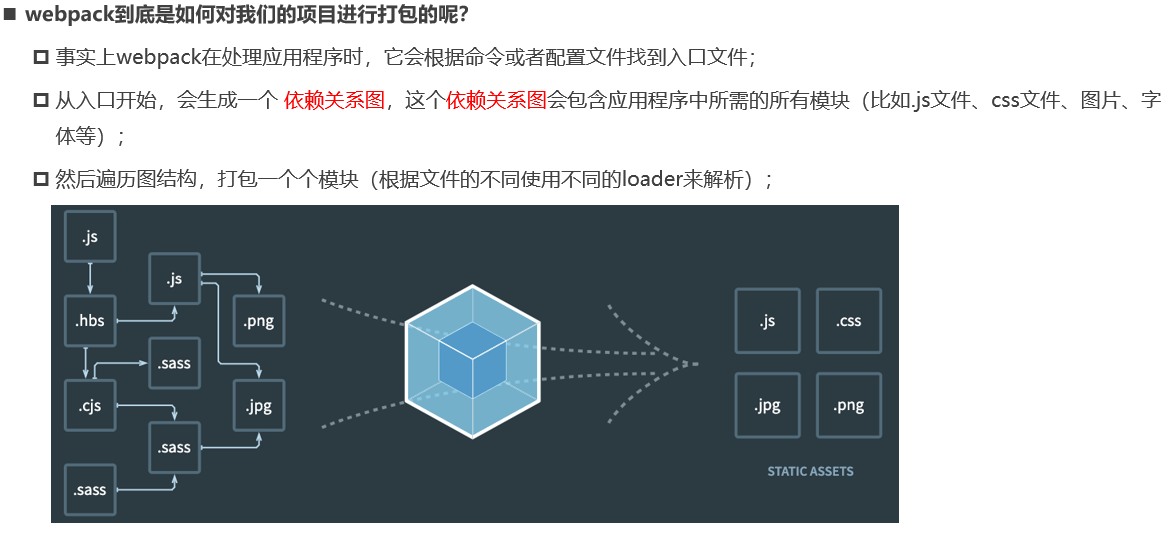 webpack到底是如何对我们的项目进行打包的呢?
事实上webpack在处理应用程序时，它会根据命令或者配置文件找到入口文件；
从入口开始，会生成一个 依赖关系图，这个依赖关系图会包含应用程序中所需的所有模块（比如.js文件、css文件、图片、字
体等）；
然后遍历图结构，打包一个个模块（根据文件的不同使用不同的loader来解析）；
.js
.js
.hbs
.png
.sass
.cjs
.jpg
.sass
.sass
.js
.css
.jpg
.png
STATIC ASSETS